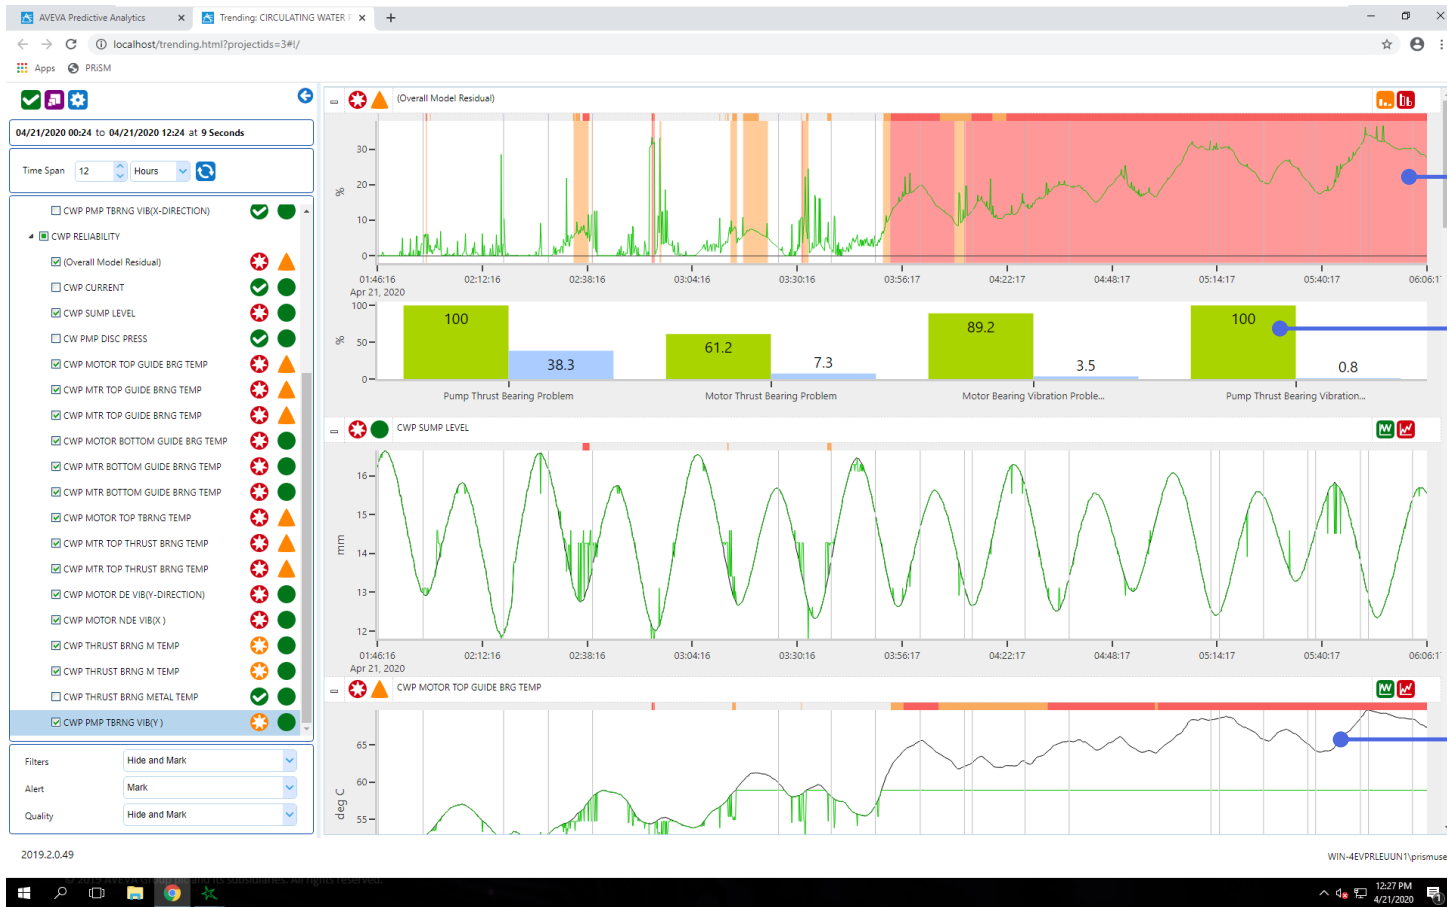 AVEVA Predictive Analytics
Trending: CIRCULATING WATER
localhost/trending.html?projectids=3#!/
Apps PRiSM
04/21/2020 00:24 to 04/21/2020 12:24 at 9 Seconds
Time Span 12 Hours
CWP PMP TBRNG VIB(X-DIRECTION)
CWP RELIABILITY
(Overall Model Residual)
CWP CURRENT
CWP SUMP LEVEL
CW PMP DISC PRESS
CWP MOTOR TOP GUIDE BRG TEMP
CWP MTR TOP GUIDE BRNG TEMP
CWP MTR TOP GUIDE BRNG TEMP
CWP MOTOR BOTTOM GUIDE BRG TEMP
CWP MTR BOTTOM GUIDE BRNG TEMP
CWP MTR BOTTOM GUIDE BRNG TEMP
CWP MOTOR TOP TBRNG TEMP
CWP MTR TOP THRUST BRNG TEMP
CWP MTR TOP THRUST BRNG TEMP
CWP MOTOR DE VIB(Y-DIRECTION)
CWP MOTOR NDE VIB(X )
CWP THRUST BRNG M TEMP
CWP THRUST BRNG M TEMP
CWP THRUST BRNG METAL TEMP
CWP PMP TBRNG VIB(Y )
Filters Hide and Mark
Alert Mark
Quality Hide and Mark
(Overall Model Residual)
30
20
%
10
0
01:46:16 02:12:16 02:38:16 03:04:16 03:30:16 03:56:17 04:22:17 04:48:17 05:14:17 05:40:17 06:06:1
Apr 21, 2020
100
%
50
0
100 38.3 61.2 7.3 89.2 3.5 100 0.8
Pump Thrust Bearing Problem Motor Thrust Bearing Problem Motor Bearing Vibration Proble... Pump Thrust Bearing Vibration...
CWP SUMP LEVEL
16
15
mm
14
13
12
01:46:16 02:12:16 02:38:16 03:04:16 03:30:16 03:56:17 04:22:17 04:48:17 05:14:17 05:40:17 06:06:1
Apr 21, 2020
CWP MOTOR TOP GUIDE BRG TEMP
65
60
deg C
55
2019.2.0.49
WIN-4EVPRLEUUN1\prismuse
© 2019 AVEVA Group plc and its subsidiaries. All rights reserved.
12:27 PM
4/21/2020